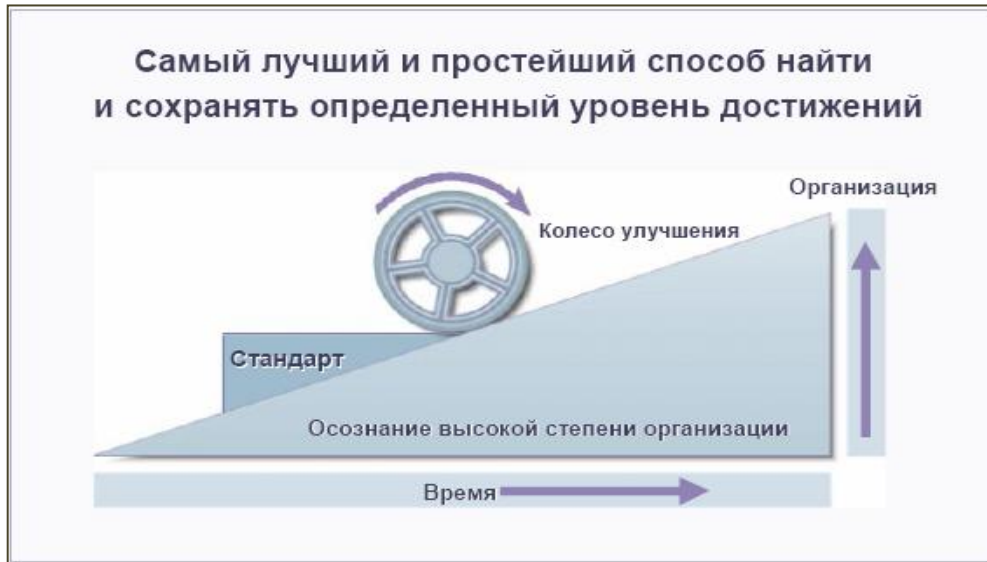 Самый лучший и простейший способ найти
и сохранять определенный уровень достижений
Организация
Колесо улучшения
Стандарт
Осознание высокой степени организации
Время